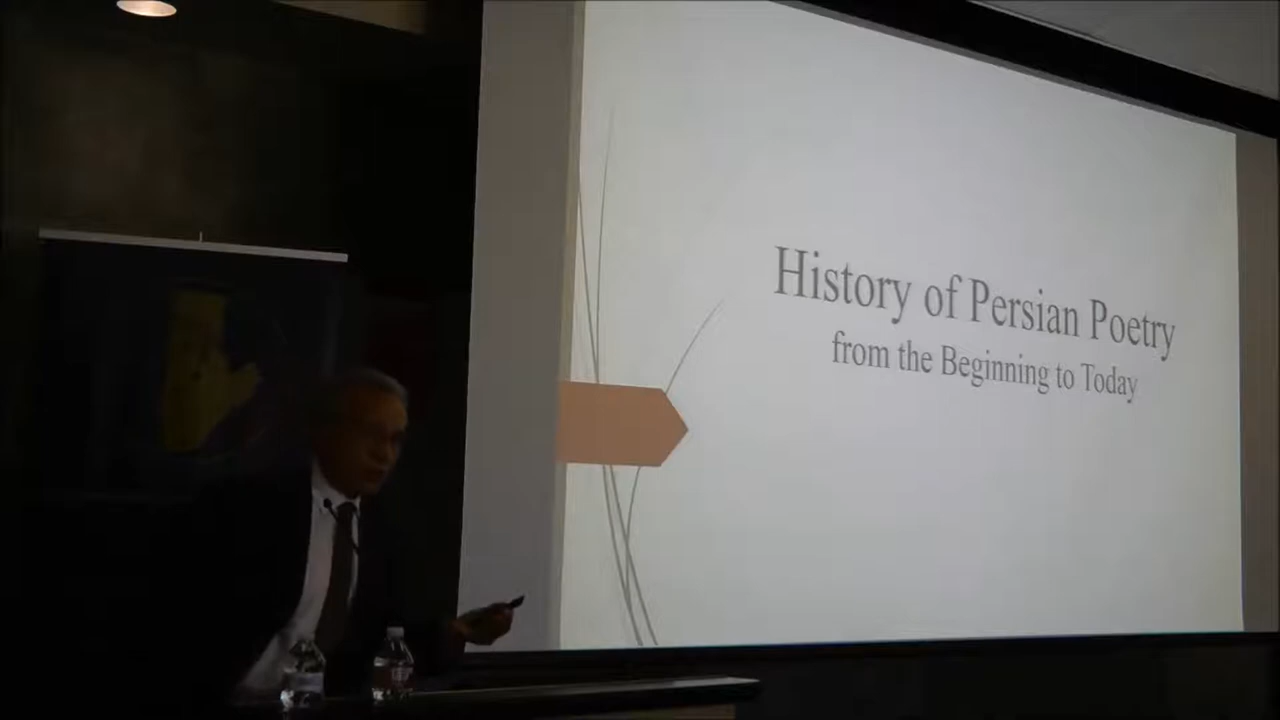 History of Persian Poetry
from the Beginning to Today